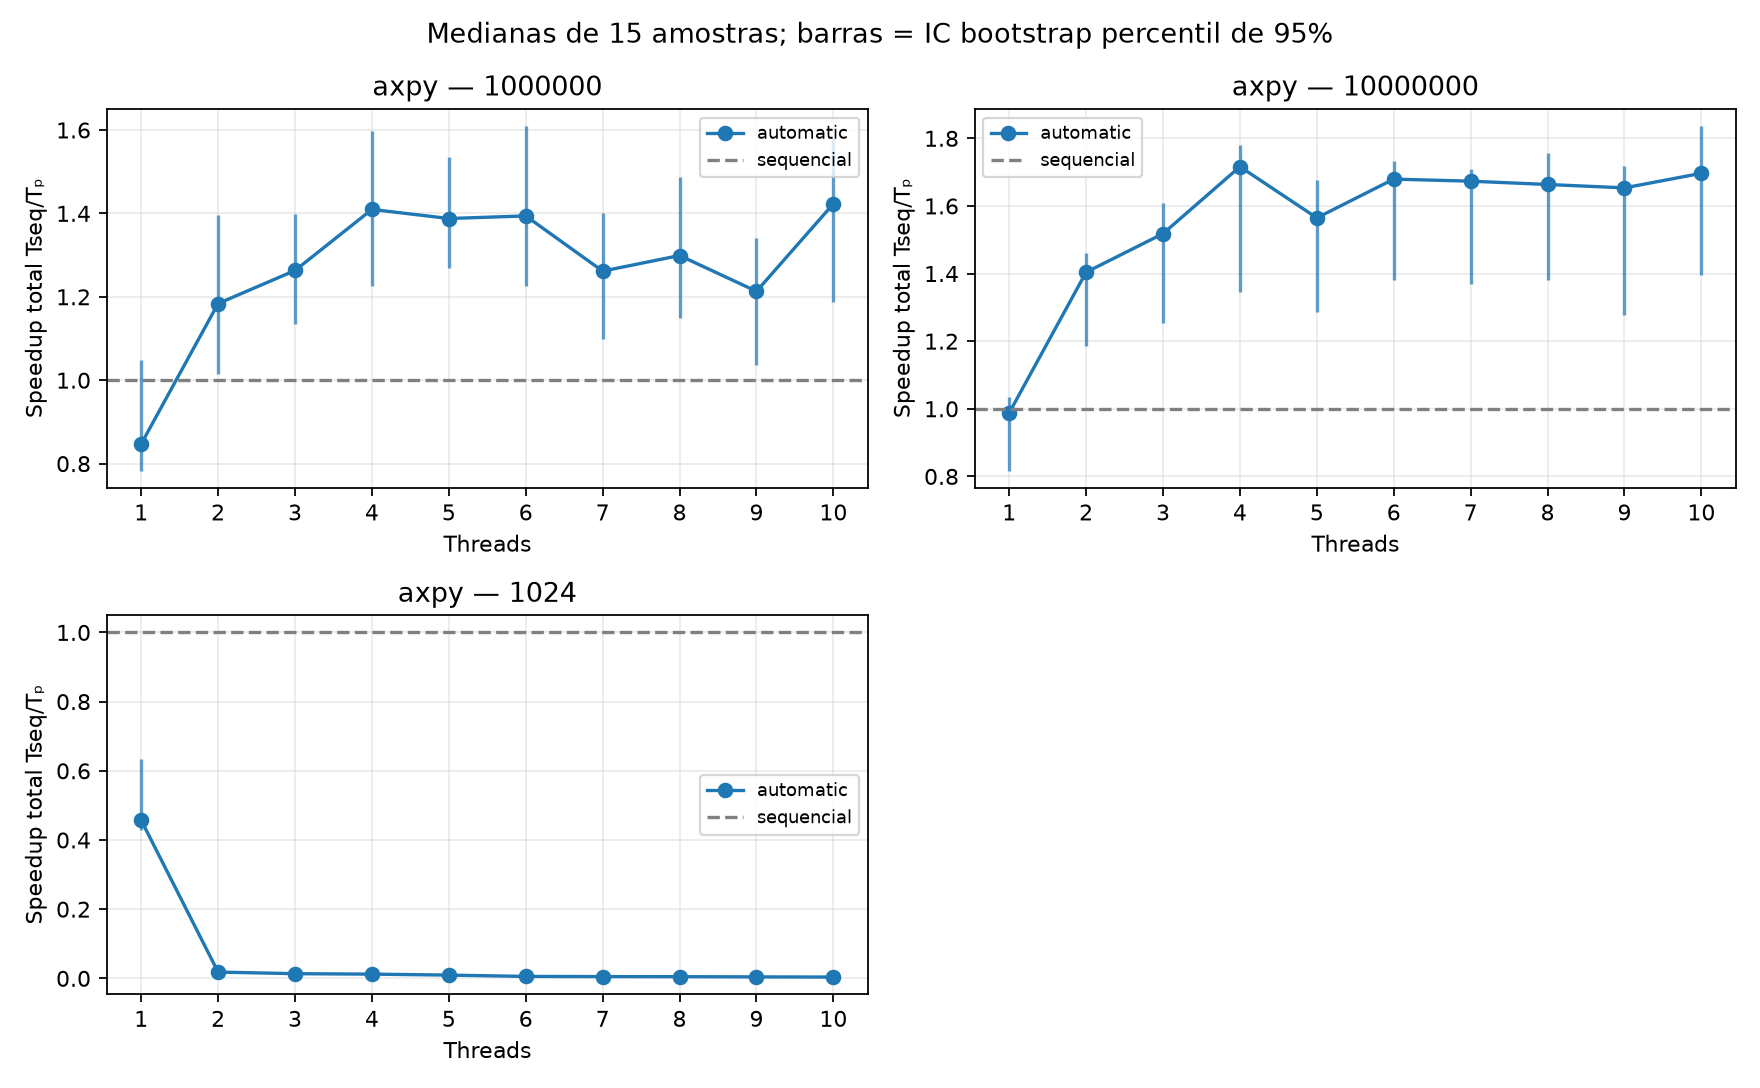 Medianas de 15 amostras; barras = IC bootstrap percentil de 95%
axpy — 1000000
Speedup total Tseq/Tₚ
1.6
1.4
1.2
1.0
0.8
automatic
sequencial
1 2 3 4 5 6 7 8 9 10
Threads
axpy — 10000000
Speedup total Tseq/Tₚ
1.8
1.6
1.4
1.2
1.0
0.8
automatic
sequencial
1 2 3 4 5 6 7 8 9 10
Threads
axpy — 1024
Speedup total Tseq/Tₚ
1.0
0.8
0.6
0.4
0.2
0.0
automatic
sequencial
1 2 3 4 5 6 7 8 9 10
Threads